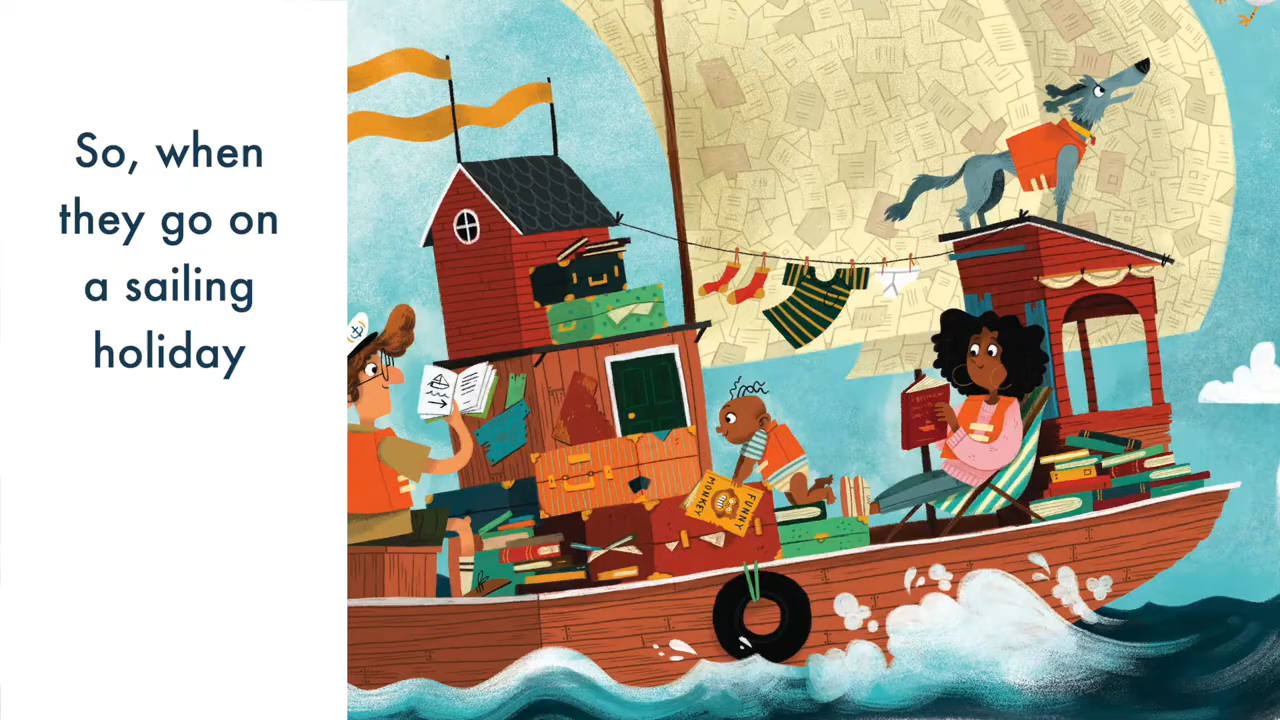 So, when
they go on
a sailing
holiday
FUNNY
MONKEY